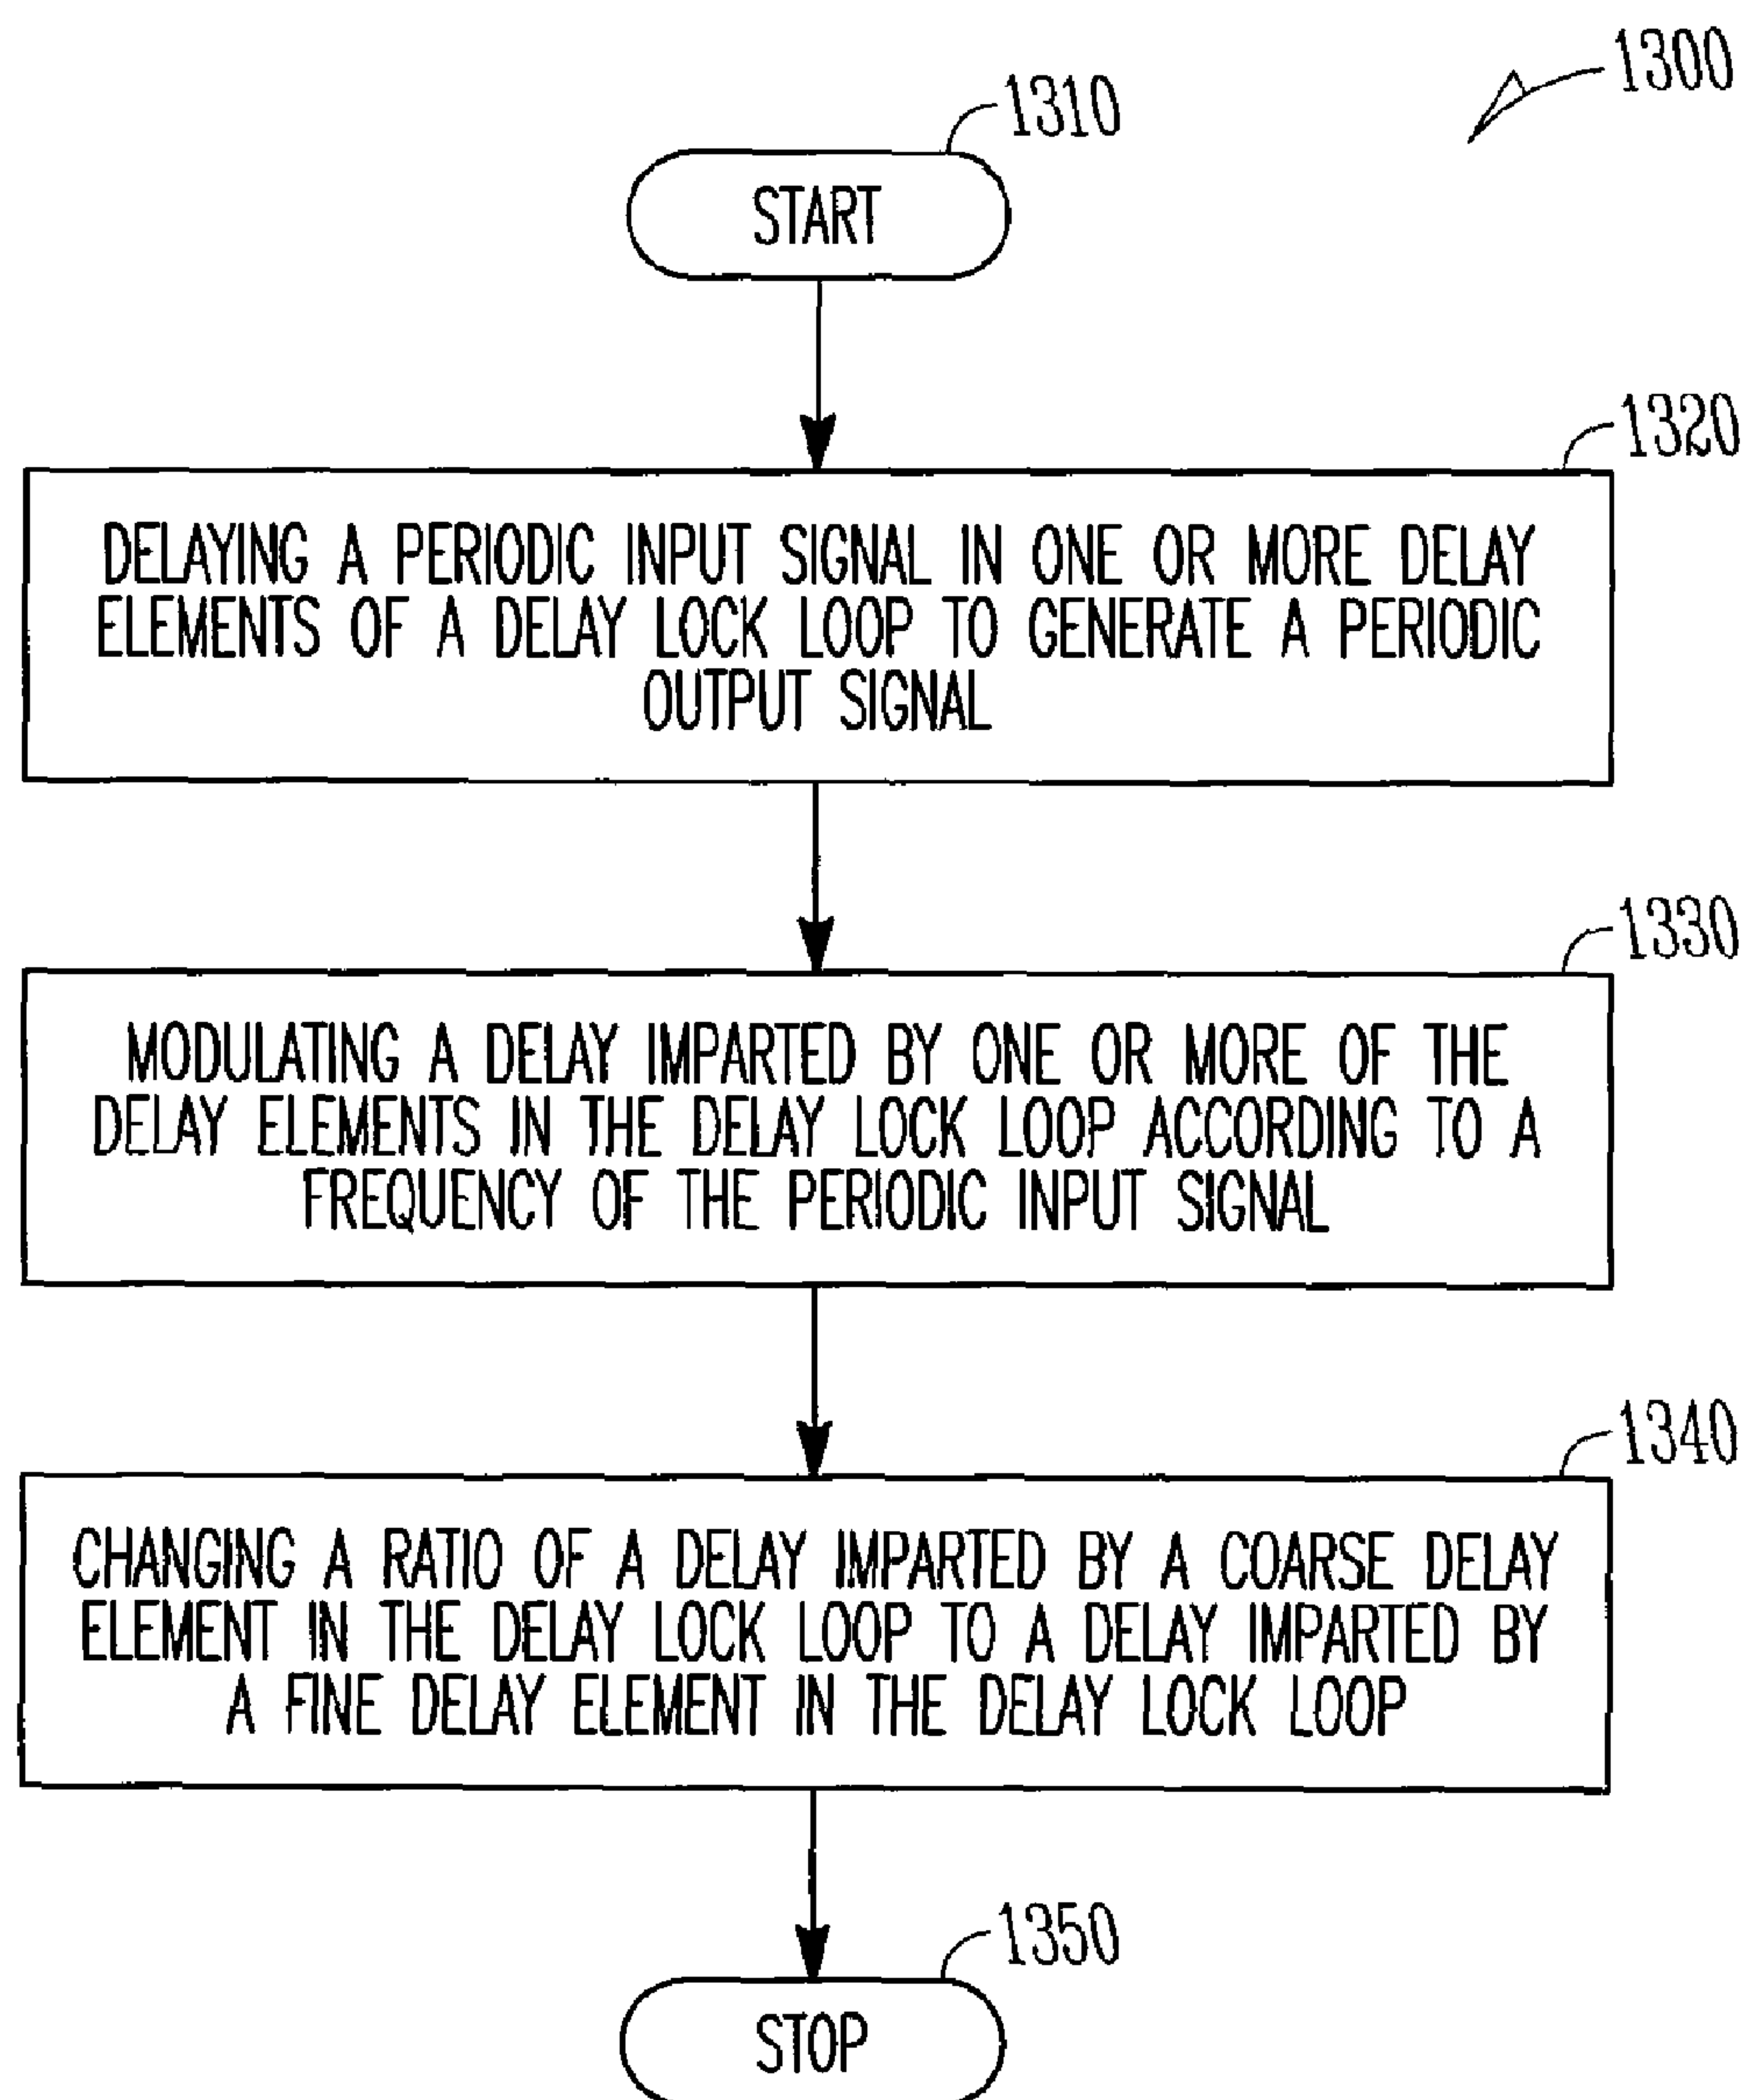 1300
1310
START
1320
DELAYING A PERIODIC INPUT SIGNAL IN ONE OR MORE DELAY
ELEMENTS OF A DELAY LOCK LOOP TO GENERATE A PERIODIC
OUTPUT SIGNAL
1330
MODULATING A DELAY IMPARTED BY ONE OR MORE OF THE
DELAY ELEMENTS IN THE DELAY LOCK LOOP ACCORDING TO A
FREQUENCY OF THE PERIODIC INPUT SIGNAL
1340
CHANGING A RATIO OF A DELAY IMPARTED BY A COARSE DELAY
ELEMENT IN THE DELAY LOCK LOOP TO A DELAY IMPARTED BY
A FINE DELAY ELEMENT IN THE DELAY LOCK LOOP
1350
STOP